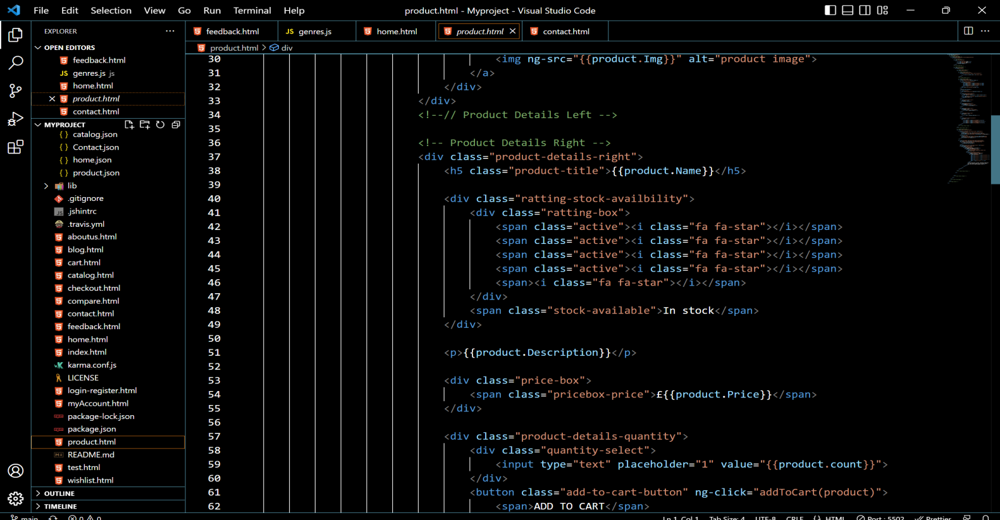 File Edit Selection View Go Run Terminal Help
product.html - Myproject - Visual Studio Code
EXPLORER
OPEN EDITORS
feedback.html
JS genres.js js
home.html
product.html
contact.html
MYPROJECT
{ } catalog.json
{ } Contact.json
{ } home.json
{ } product.json
lib
.gitignore
.jshintrc
.travis.yml
aboutus.html
blog.html
cart.html
catalog.html
checkout.html
compare.html
contact.html
feedback.html
home.html
index.html
karma.conf.js
LICENSE
login-register.html
myAccount.html
package-lock.json
package.json
product.html
README.md
test.html
wishlist.html
OUTLINE
TIMELINE
feedback.html JS genres.js home.html product.html contact.html
product.html > div
30 <img ng-src="{{product.Img}}" alt="product image">
31 </a>
32 </div>
33 </div>
34 <!--// Product Details Left -->
35
36 <!-- Product Details Right -->
37 <div class="product-details-right">
38 <h5 class="product-title">{{product.Name}}</h5>
39
40 <div class="ratting-stock-availbility">
41 <div class="ratting-box">
42 <span class="active"><i class="fa fa-star"></i></span>
43 <span class="active"><i class="fa fa-star"></i></span>
44 <span class="active"><i class="fa fa-star"></i></span>
45 <span class="active"><i class="fa fa-star"></i></span>
46 <span><i class="fa fa-star"></i></span>
47 </div>
48 <span class="stock-available">In stock</span>
49 </div>
50
51 <p>{{product.Description}}</p>
52
53 <div class="price-box">
54 <span class="pricebox-price">£{{product.Price}}</span>
55 </div>
56
57 <div class="product-details-quantity">
58 <div class="quantity-select">
59 <input type="text" placeholder="1" value="{{product.count}}">
60 </div>
61 <button class="add-to-cart-button" ng-click="addToCart(product)">
62 <span>ADD TO CART</span>
main 0 0 Ln 1, Col 1 Tab Size: 4 UTF-8 CRLF { } HTML Port : 5502 Prettier